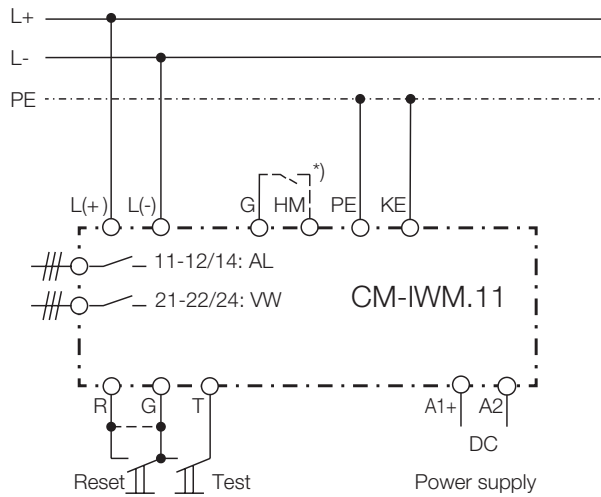 L+
L-
PE
*)
L(+) L(-) G HM PE KE
11-12/14: AL
21-22/24: VW
CM-IWM.11
R G T A1+ A2
DC
Reset Test Power supply